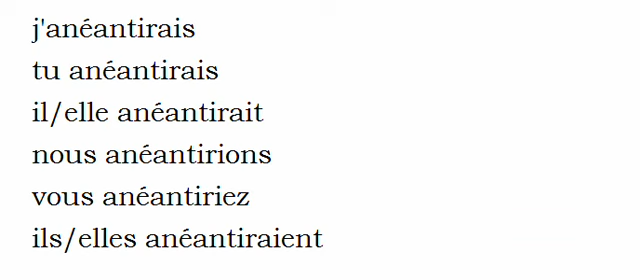 j'anéantirais
tu anéantirais
il/elle anéantirait
nous anéantirions
vous anéantiriez
ils/elles anéantiraient